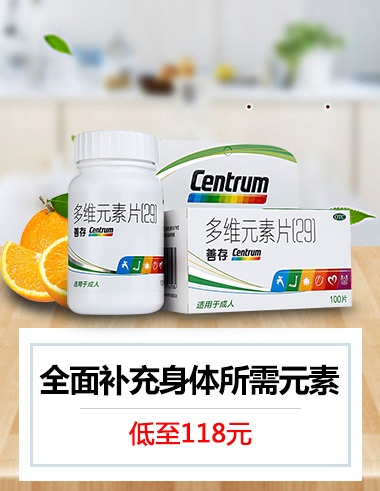 Centrum
多维元素片(29)
善存 Centrum
适用于成人
多维元素片(29)
OTC
善存 Centrum
适用于成人
100片
全面补充身体所需元素
低至118元